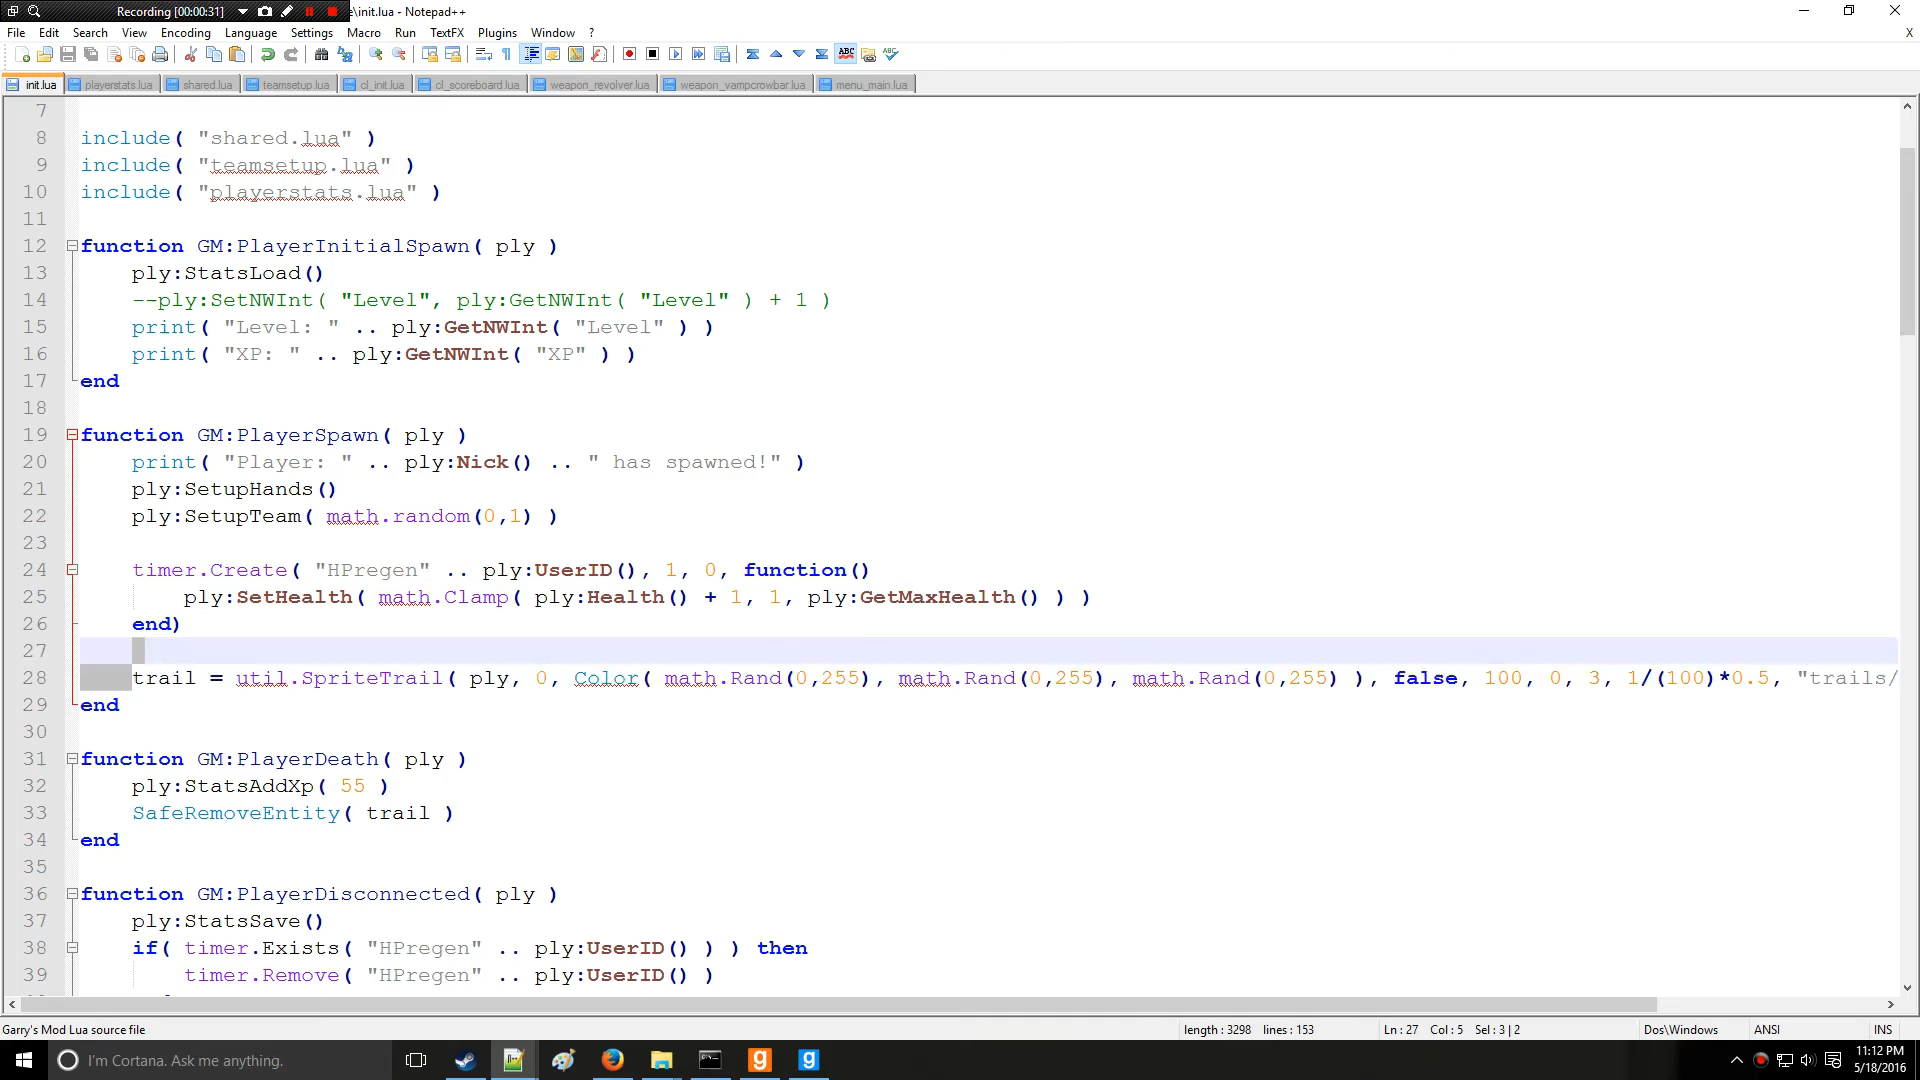 Recording [00:00:31] e\init.lua - Notepad++
File Edit Search View Encoding Language Settings Macro Run TextFX Plugins Window ? X
init.lua playerstats.lua shared.lua teamsetup.lua cl_init.lua cl_scoreboard.lua weapon_revolver.lua weapon_vampcrowbar.lua menu_main.lua
7
8 include( "shared.lua" )
9 include( "teamsetup.lua" )
10 include( "playerstats.lua" )
11
12 function GM:PlayerInitialSpawn( ply )
13 ply:StatsLoad()
14 --ply:SetNWInt( "Level", ply:GetNWInt( "Level" ) + 1 )
15 print( "Level: " .. ply:GetNWInt( "Level" ) )
16 print( "XP: " .. ply:GetNWInt( "XP" ) )
17 end
18
19 function GM:PlayerSpawn( ply )
20 print( "Player: " .. ply:Nick() .. " has spawned!" )
21 ply:SetupHands()
22 ply:SetupTeam( math.random(0,1) )
23
24 timer.Create( "HPregen" .. ply:UserID(), 1, 0, function()
25 ply:SetHealth( math.Clamp( ply:Health() + 1, 1, ply:GetMaxHealth() ) )
26 end)
27
28 trail = util.SpriteTrail( ply, 0, Color( math.Rand(0,255), math.Rand(0,255), math.Rand(0,255) ), false, 100, 0, 3, 1/(100)*0.5, "trails/
29 end
30
31 function GM:PlayerDeath( ply )
32 ply:StatsAddXp( 55 )
33 SafeRemoveEntity( trail )
34 end
35
36 function GM:PlayerDisconnected( ply )
37 ply:StatsSave()
38 if( timer.Exists( "HPregen" .. ply:UserID() ) ) then
39 timer.Remove( "HPregen" .. ply:UserID() )
Garry's Mod Lua source file length : 3298 lines : 153 Ln : 27 Col : 5 Sel : 3 | 2 Dos\Windows ANSI INS
I'm Cortana. Ask me anything. 11:12 PM
5/18/2016